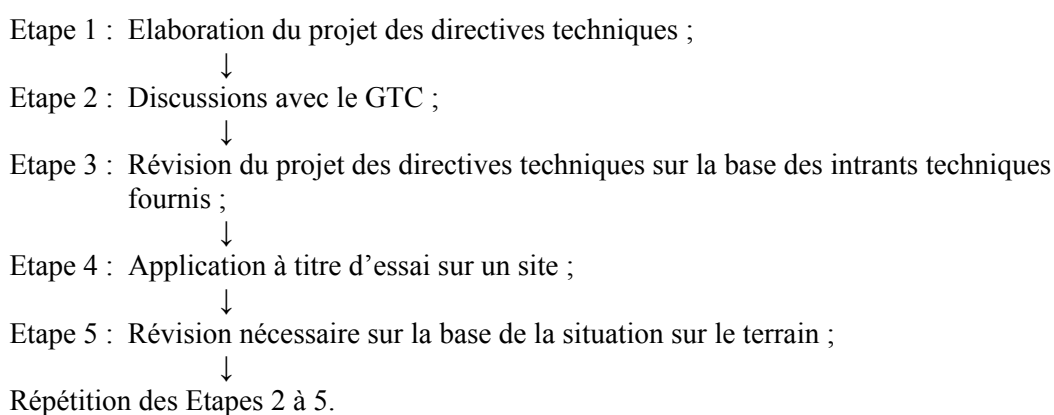 Etape 1 : Elaboration du projet des directives techniques ;
↓
Etape 2 : Discussions avec le GTC ;
↓
Etape 3 : Révision du projet des directives techniques sur la base des intrants techniques
fournis ;
↓
Etape 4 : Application à titre d’essai sur un site ;
↓
Etape 5 : Révision nécessaire sur la base de la situation sur le terrain ;
↓
Répétition des Etapes 2 à 5.